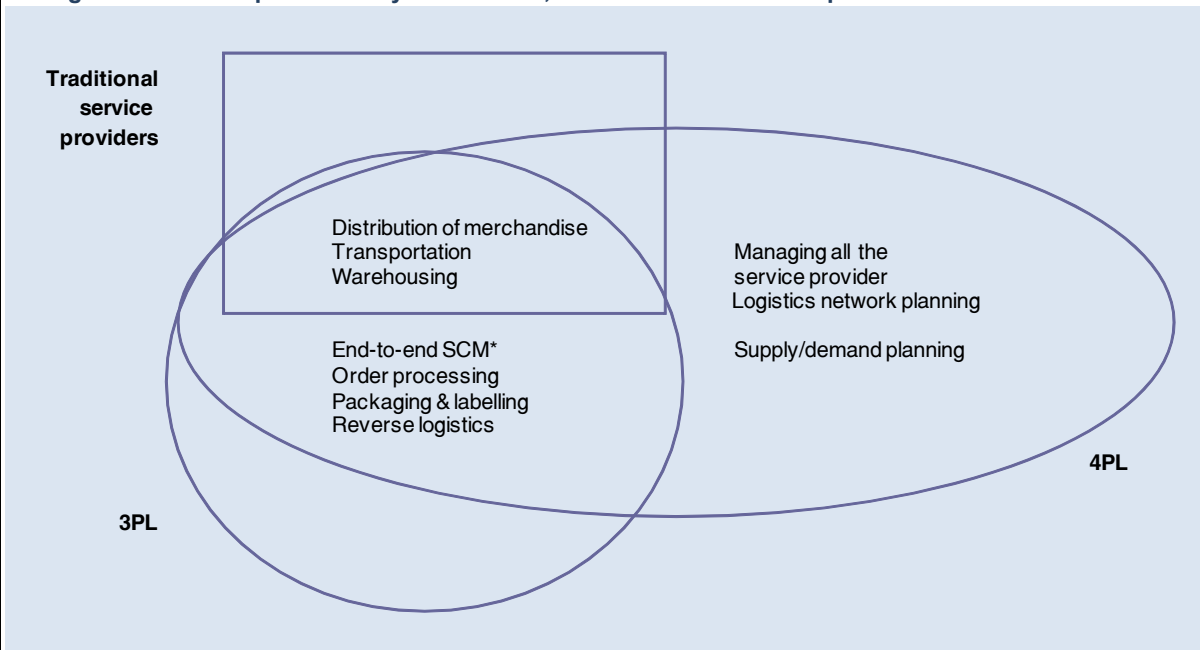 Traditional
service
providers
Distribution of merchandise
Transportation
Warehousing
Managing all the
service provider
Logistics network planning
Supply/demand planning
End-to-end SCM*
Order processing
Packaging & labelling
Reverse logistics
4PL
3PL